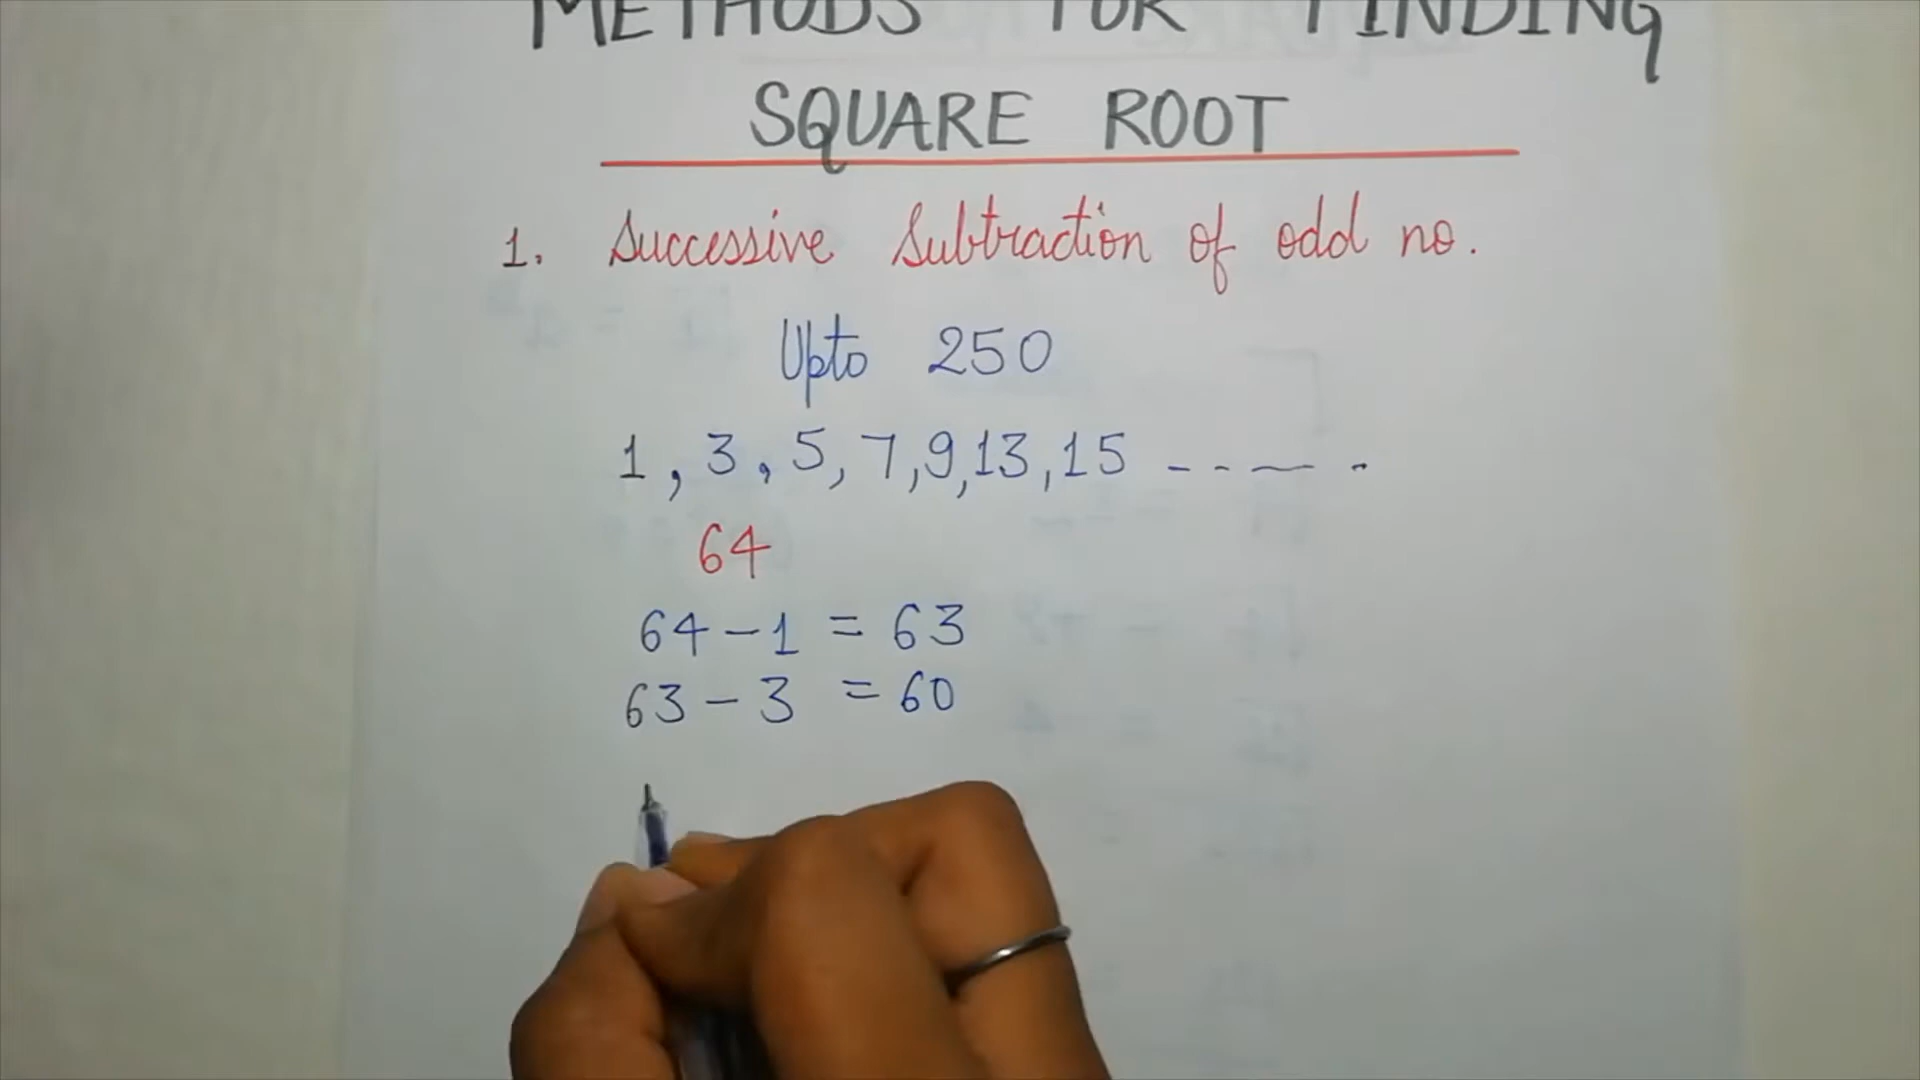 METHODS FOR FINDING
SQUARE ROOT
1. Successive Subtraction of odd no.
Upto 250
1, 3, 5, 7, 9, 13, 15 ----.
64
64 - 1 = 63
63 - 3 = 60